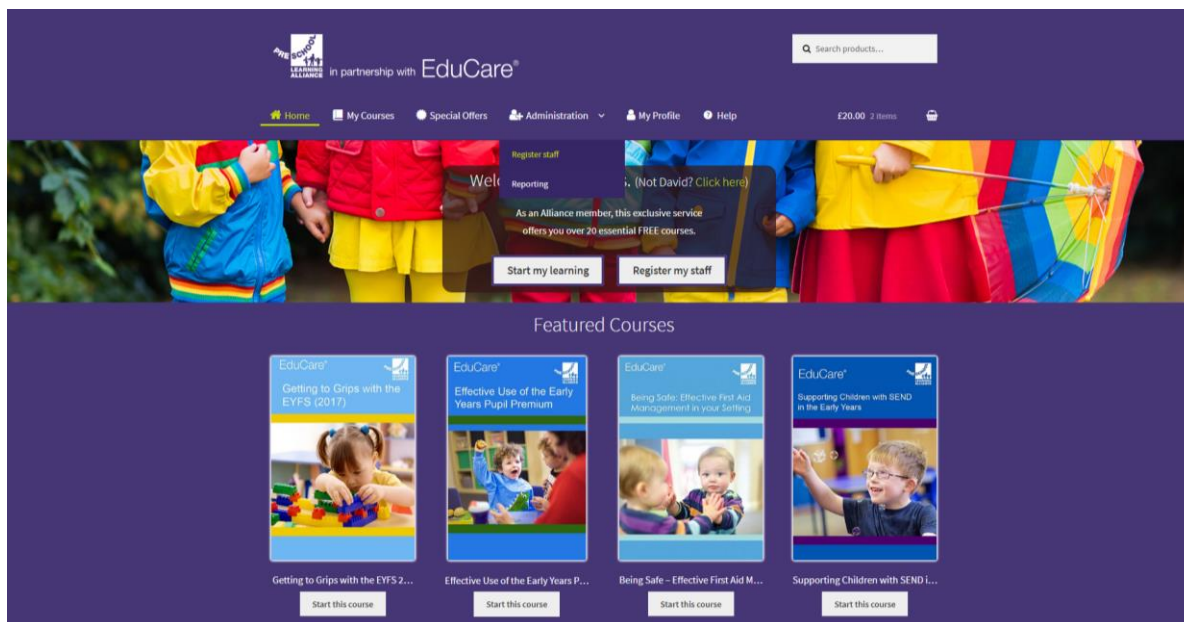 PRE SCHOOL
LEARNING
ALLIANCE
in partnership with EduCare®
Search products...
Home My Courses Special Offers Administration My Profile Help £20.00 2 items
Register staff
Reporting
Welc . (Not David? Click here)
As an Alliance member, this exclusive service
offers you over 20 essential FREE courses.
Start my learning Register my staff
Featured Courses
EduCare®
Getting to Grips with the
EYFS (2017)
EduCare®
Effective Use of the Early
Years Pupil Premium
EduCare®
Being Safe: Effective First Aid
Management in your Setting
EduCare®
Supporting Children with SEND
in the Early Years
Getting to Grips with the EYFS 2... Effective Use of the Early Years P... Being Safe – Effective First Aid M... Supporting Children with SEND i...
Start this course Start this course Start this course Start this course